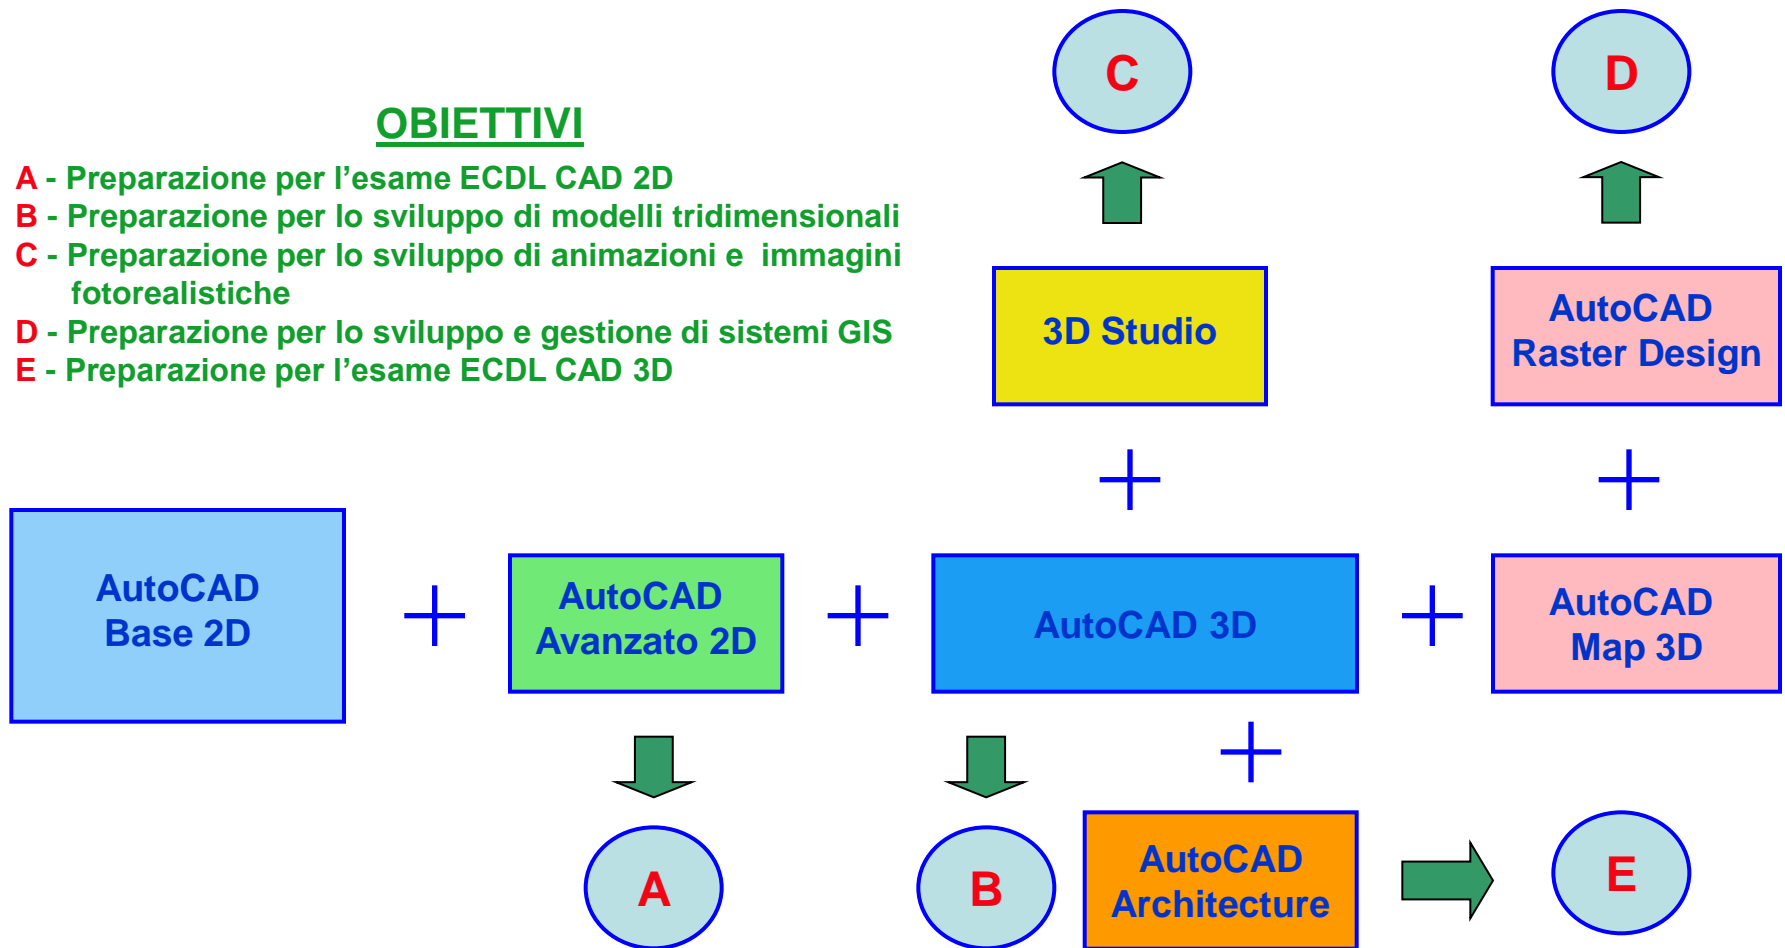 C
D
OBIETTIVI
A - Preparazione per l’esame ECDL CAD 2D
B - Preparazione per lo sviluppo di modelli tridimensionali
C - Preparazione per lo sviluppo di animazioni e immagini
fotorealistiche
D - Preparazione per lo sviluppo e gestione di sistemi GIS
E - Preparazione per l’esame ECDL CAD 3D
3D Studio
AutoCAD
Raster Design
+
+
AutoCAD
Base 2D
+
AutoCAD
Avanzato 2D
+
AutoCAD 3D
+
AutoCAD
Map 3D
+
A
B
AutoCAD
Architecture
E